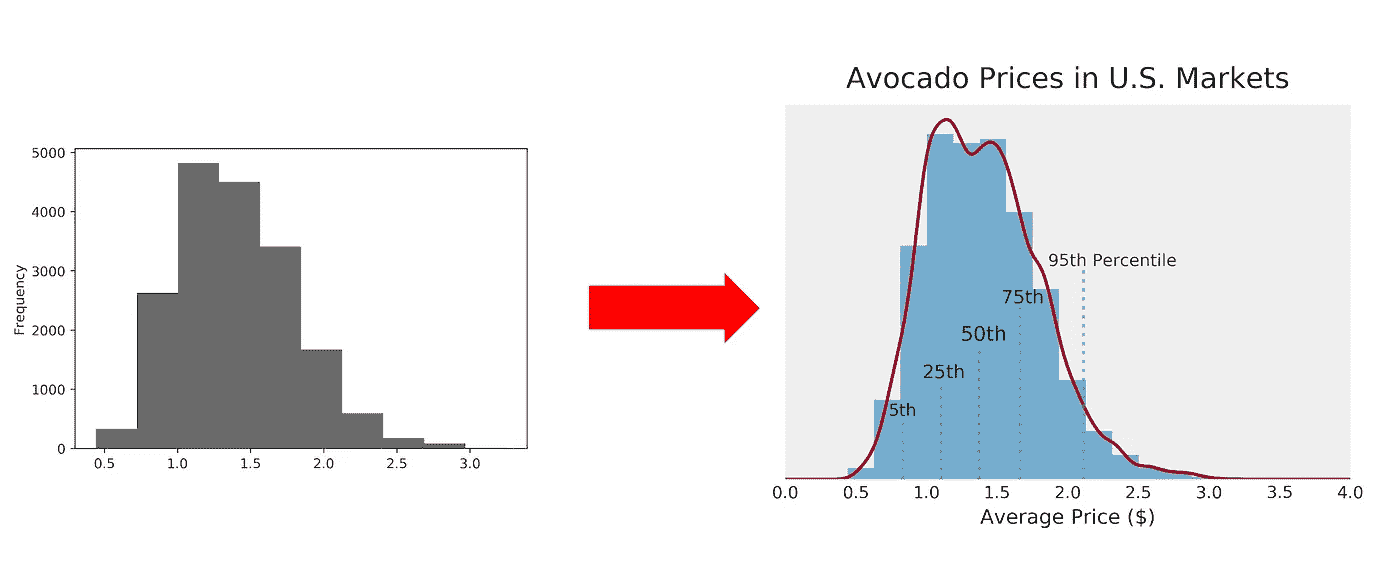 Avocado Prices in U.S. Markets
5000
4000
3000
2000
1000
0
Frequency
0.5 1.0 1.5 2.0 2.5 3.0
95th Percentile
75th
50th
25th
5th
0.0 0.5 1.0 1.5 2.0 2.5 3.0 3.5 4.0
Average Price ($)